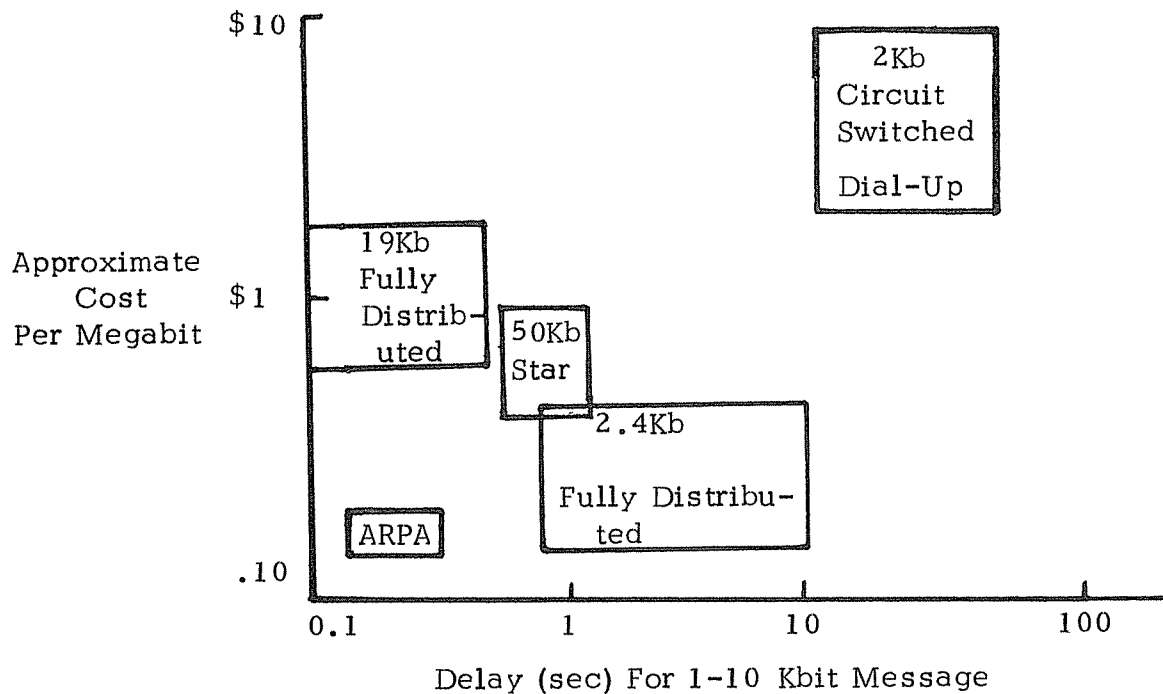 $10
2Kb
Circuit
Switched
Dial-Up
19Kb
Fully
Distrib-
uted
Approximate
Cost
Per Megabit
$1
50Kb
Star
2.4Kb
Fully Distribu-
ted
ARPA
.10
0.1 1 10 100
Delay (sec) For 1-10 Kbit Message